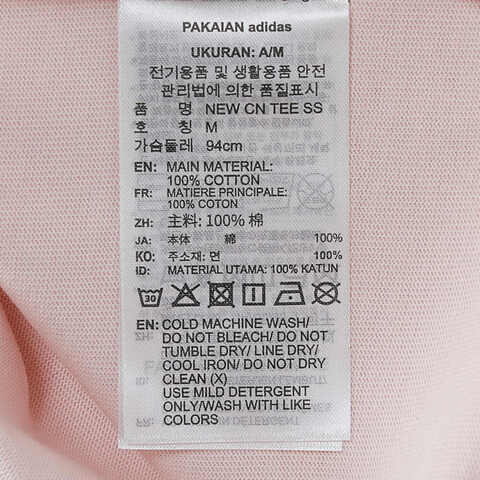 PAKAIAN adidas
UKURAN: A/M
전기용품 및 생활용품 안전
관리법에 의한 품질표시
품 명 NEW CN TEE SS
호 칭 M
가슴둘레 94cm
EN: MAIN MATERIAL:
100% COTTON
FR: MATIERE PRINCIPALE:
100% COTON
ZH: 主料: 100% 棉
JA: 本体 綿 100%
KO: 주소재: 면 100%
ID: MATERIAL UTAMA: 100% KATUN
30
EN: COLD MACHINE WASH/
DO NOT BLEACH/ DO NOT
TUMBLE DRY/ LINE DRY/
COOL IRON/ DO NOT DRY
CLEAN (X)
USE MILD DETERGENT
ONLY/WASH WITH LIKE
COLORS